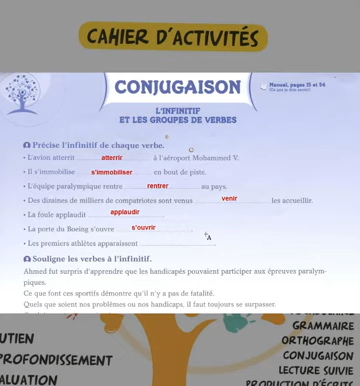 CAHIER D'ACTIVITÉS
CONJUGAISON
Manuel, pages 35 et 54
L'INFINITIF
ET LES GROUPES DE VERBES
Précise l'infinitif de chaque verbe.
• L'avion atterrit atterrir à l'aéroport Mohammed V.
• Il s'immobilise s'immobiliser en bout de piste.
• L'équipe paralympique rentre rentrer au pays.
• Des dizaines de milliers de compatriotes sont venus venir les accueillir.
• La foule applaudit applaudir
• La porte du Boeing s'ouvre s'ouvrir
• Les premiers athlètes apparaissent
Souligne les verbes à l'infinitif.
Ahmed fut surpris d'apprendre que les handicapés pouvaient participer aux épreuves paralym-
piques.
Ce que font ces sportifs démontre qu'il n'y a pas de fatalité.
Quels que soient nos problèmes ou nos handicaps, il faut toujours se surpasser.
GRAMMAIRE
UTIEN
ORTHOGRAPHE
PROFONDISSEMENT
CONJUGAISON
LECTURE SUIVIE
ALUATION
PRODUCTION D'ÉCRITS